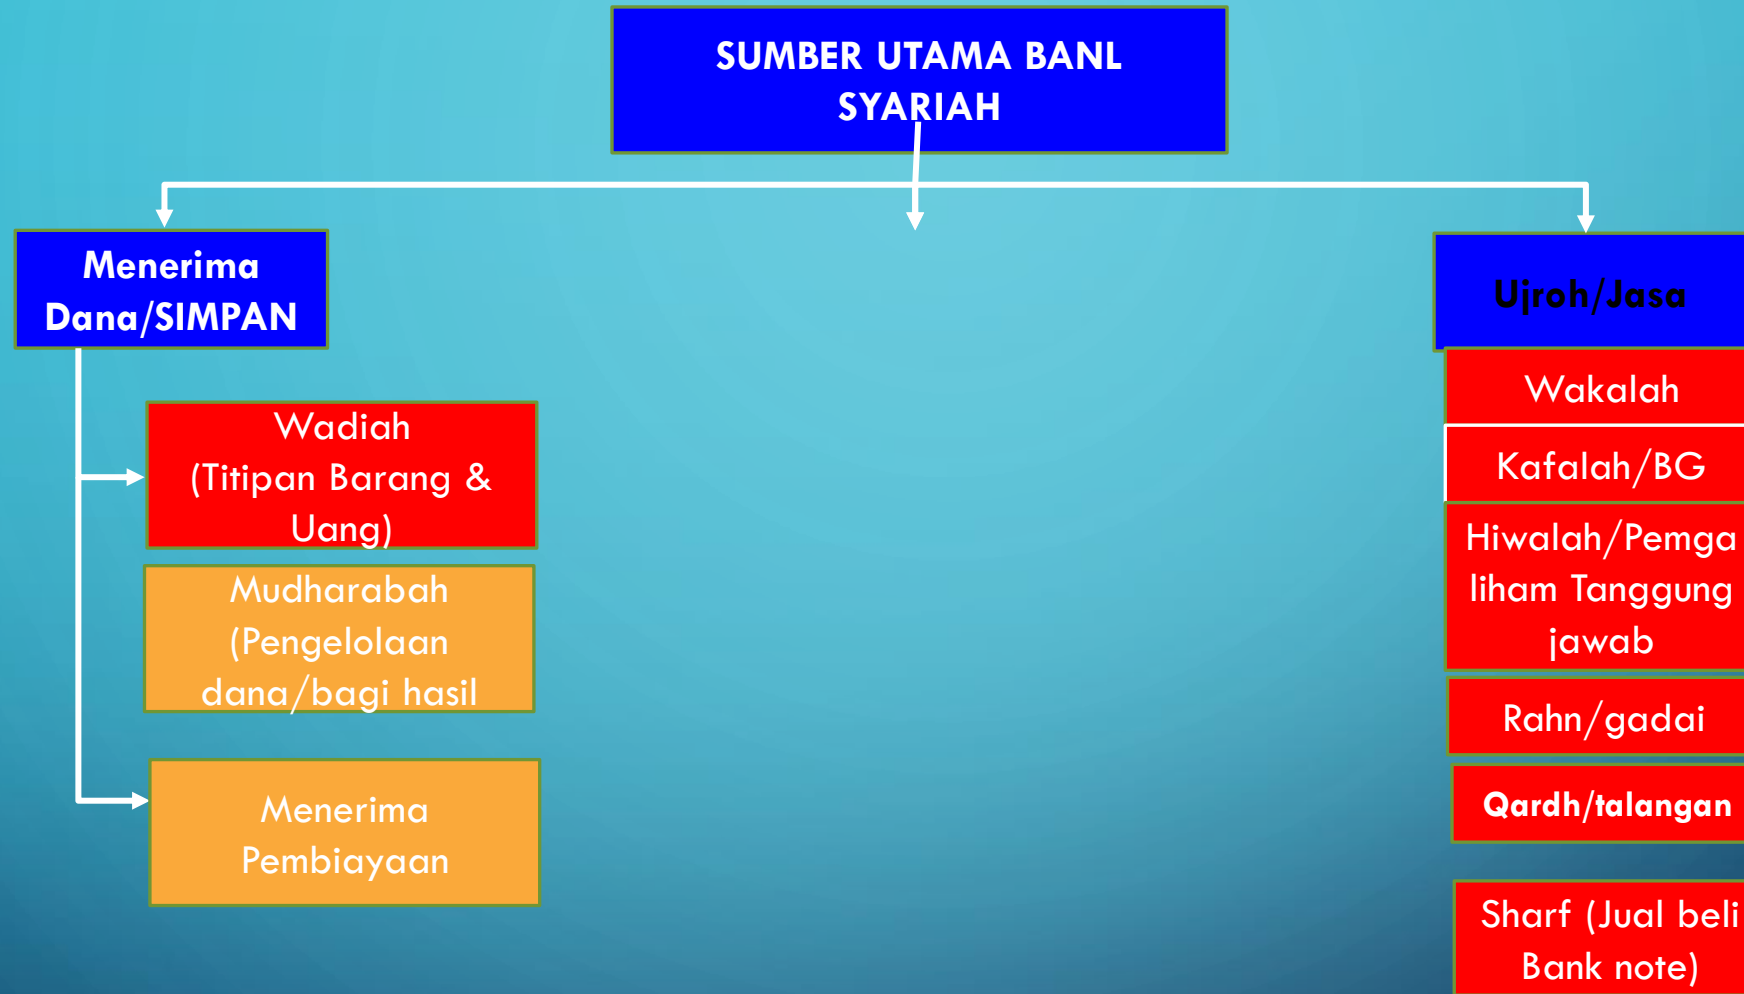 SUMBER UTAMA BANL
SYARIAH
Menerima
Dana/SIMPAN
Wadiah
(Titipan Barang &
Uang)
Mudharabah
(Pengelolaan
dana/bagi hasil
Menerima
Pembiayaan
Ujroh/Jasa
Wakalah
Kafalah/BG
Hiwalah/Pemga
liham Tanggung
jawab
Rahn/gadai
Qardh/talangan
Sharf (Jual beli
Bank note)